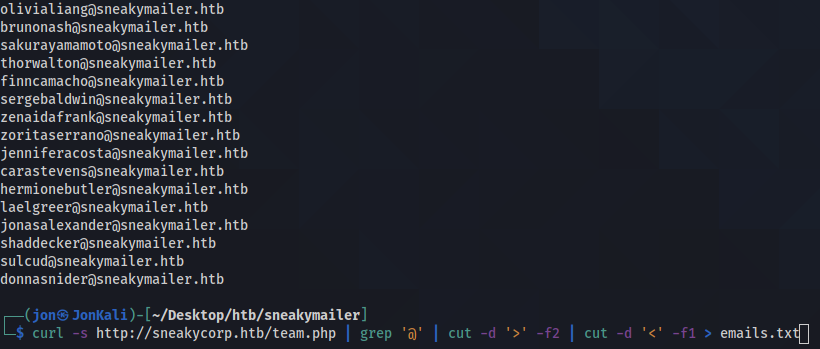 olivialiang@sneakymailer.htb
brunonash@sneakymailer.htb
sakurayamamoto@sneakymailer.htb
thorwalton@sneakymailer.htb
finncamacho@sneakymailer.htb
sergebaldwin@sneakymailer.htb
zenaidafrank@sneakymailer.htb
zoritaserrano@sneakymailer.htb
jenniferacosta@sneakymailer.htb
carastevens@sneakymailer.htb
hermionebutler@sneakymailer.htb
laelgreer@sneakymailer.htb
jonasalexander@sneakymailer.htb
shaddecker@sneakymailer.htb
sulcud@sneakymailer.htb
donnasnider@sneakymailer.htb
┌──(jon㉿JonKali)-[~/Desktop/htb/sneakymailer]
└─$ curl -s http://sneakycorp.htb/team.php | grep '@' | cut -d '>' -f2 | cut -d '<' -f1 > emails.txt